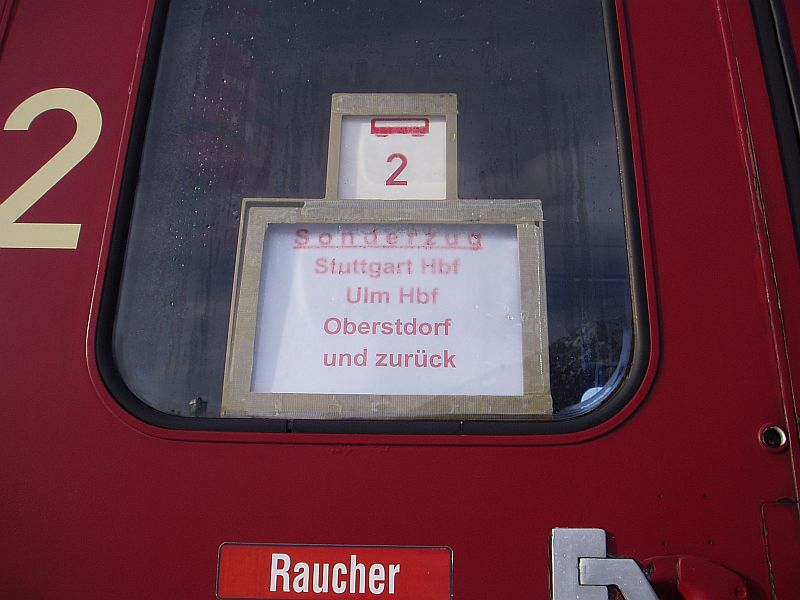 2
2
Sonderzug
Stuttgart Hbf
Ulm Hbf
Oberstdorf
und zurück
Raucher